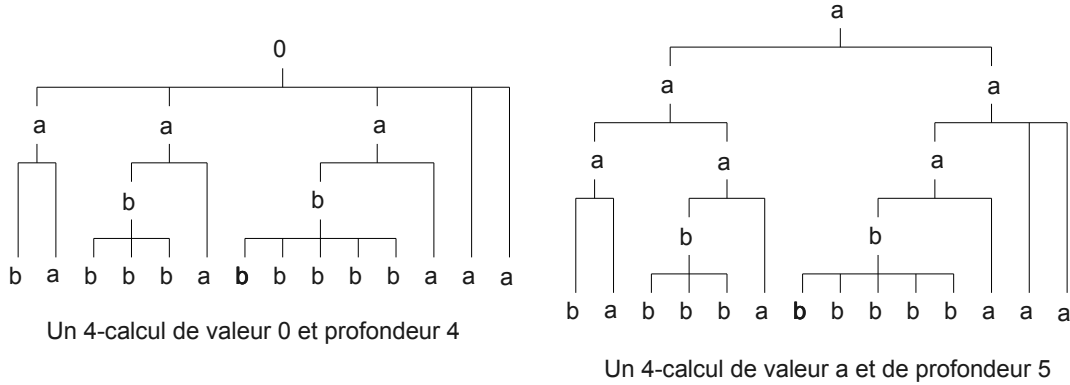 0
a a a
b b
b a b b b a b b b b b a a a
Un 4-calcul de valeur 0 et profondeur 4
a
a a
a a a
b b
b a b b b a b b b b b a a a
Un 4-calcul de valeur a et de profondeur 5